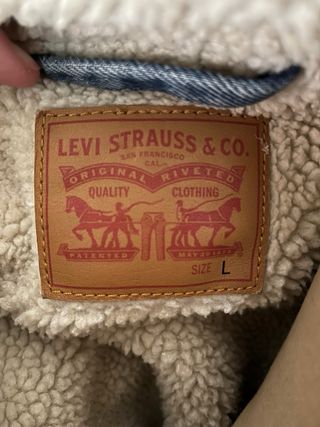 LEVI STRAUSS & CO.
SAN FRANCISCO
CAL.
ORIGINAL RIVETED
QUALITY CLOTHING
PATENTED MAY 20 1873
SIZE L